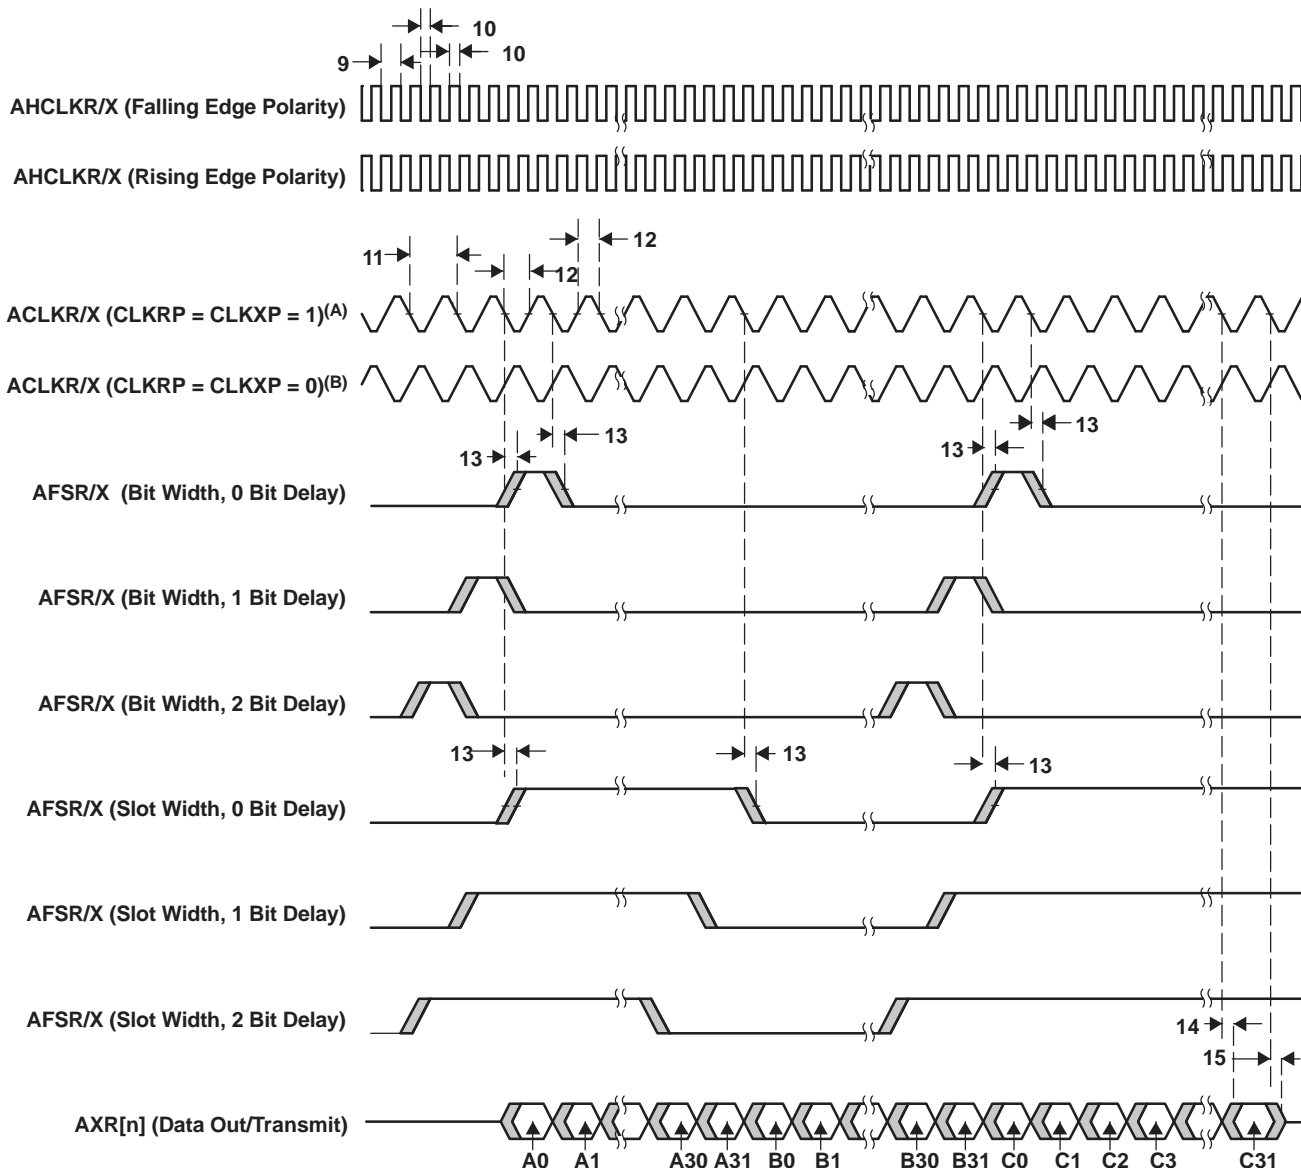 10
10
9
AHCLKR/X (Falling Edge Polarity)
AHCLKR/X (Rising Edge Polarity)
12
11
12
ACLKR/X (CLKRP = CLKXP = 1)(A)
ACLKR/X (CLKRP = CLKXP = 0)(B)
13
13
13
13
AFSR/X (Bit Width, 0 Bit Delay)
AFSR/X (Bit Width, 1 Bit Delay)
AFSR/X (Bit Width, 2 Bit Delay)
13
13
13
AFSR/X (Slot Width, 0 Bit Delay)
AFSR/X (Slot Width, 1 Bit Delay)
AFSR/X (Slot Width, 2 Bit Delay)
14
15
AXR[n] (Data Out/Transmit)
A0 A1 A30 A31 B0 B1 B30 B31 C0 C1 C2 C3 C31